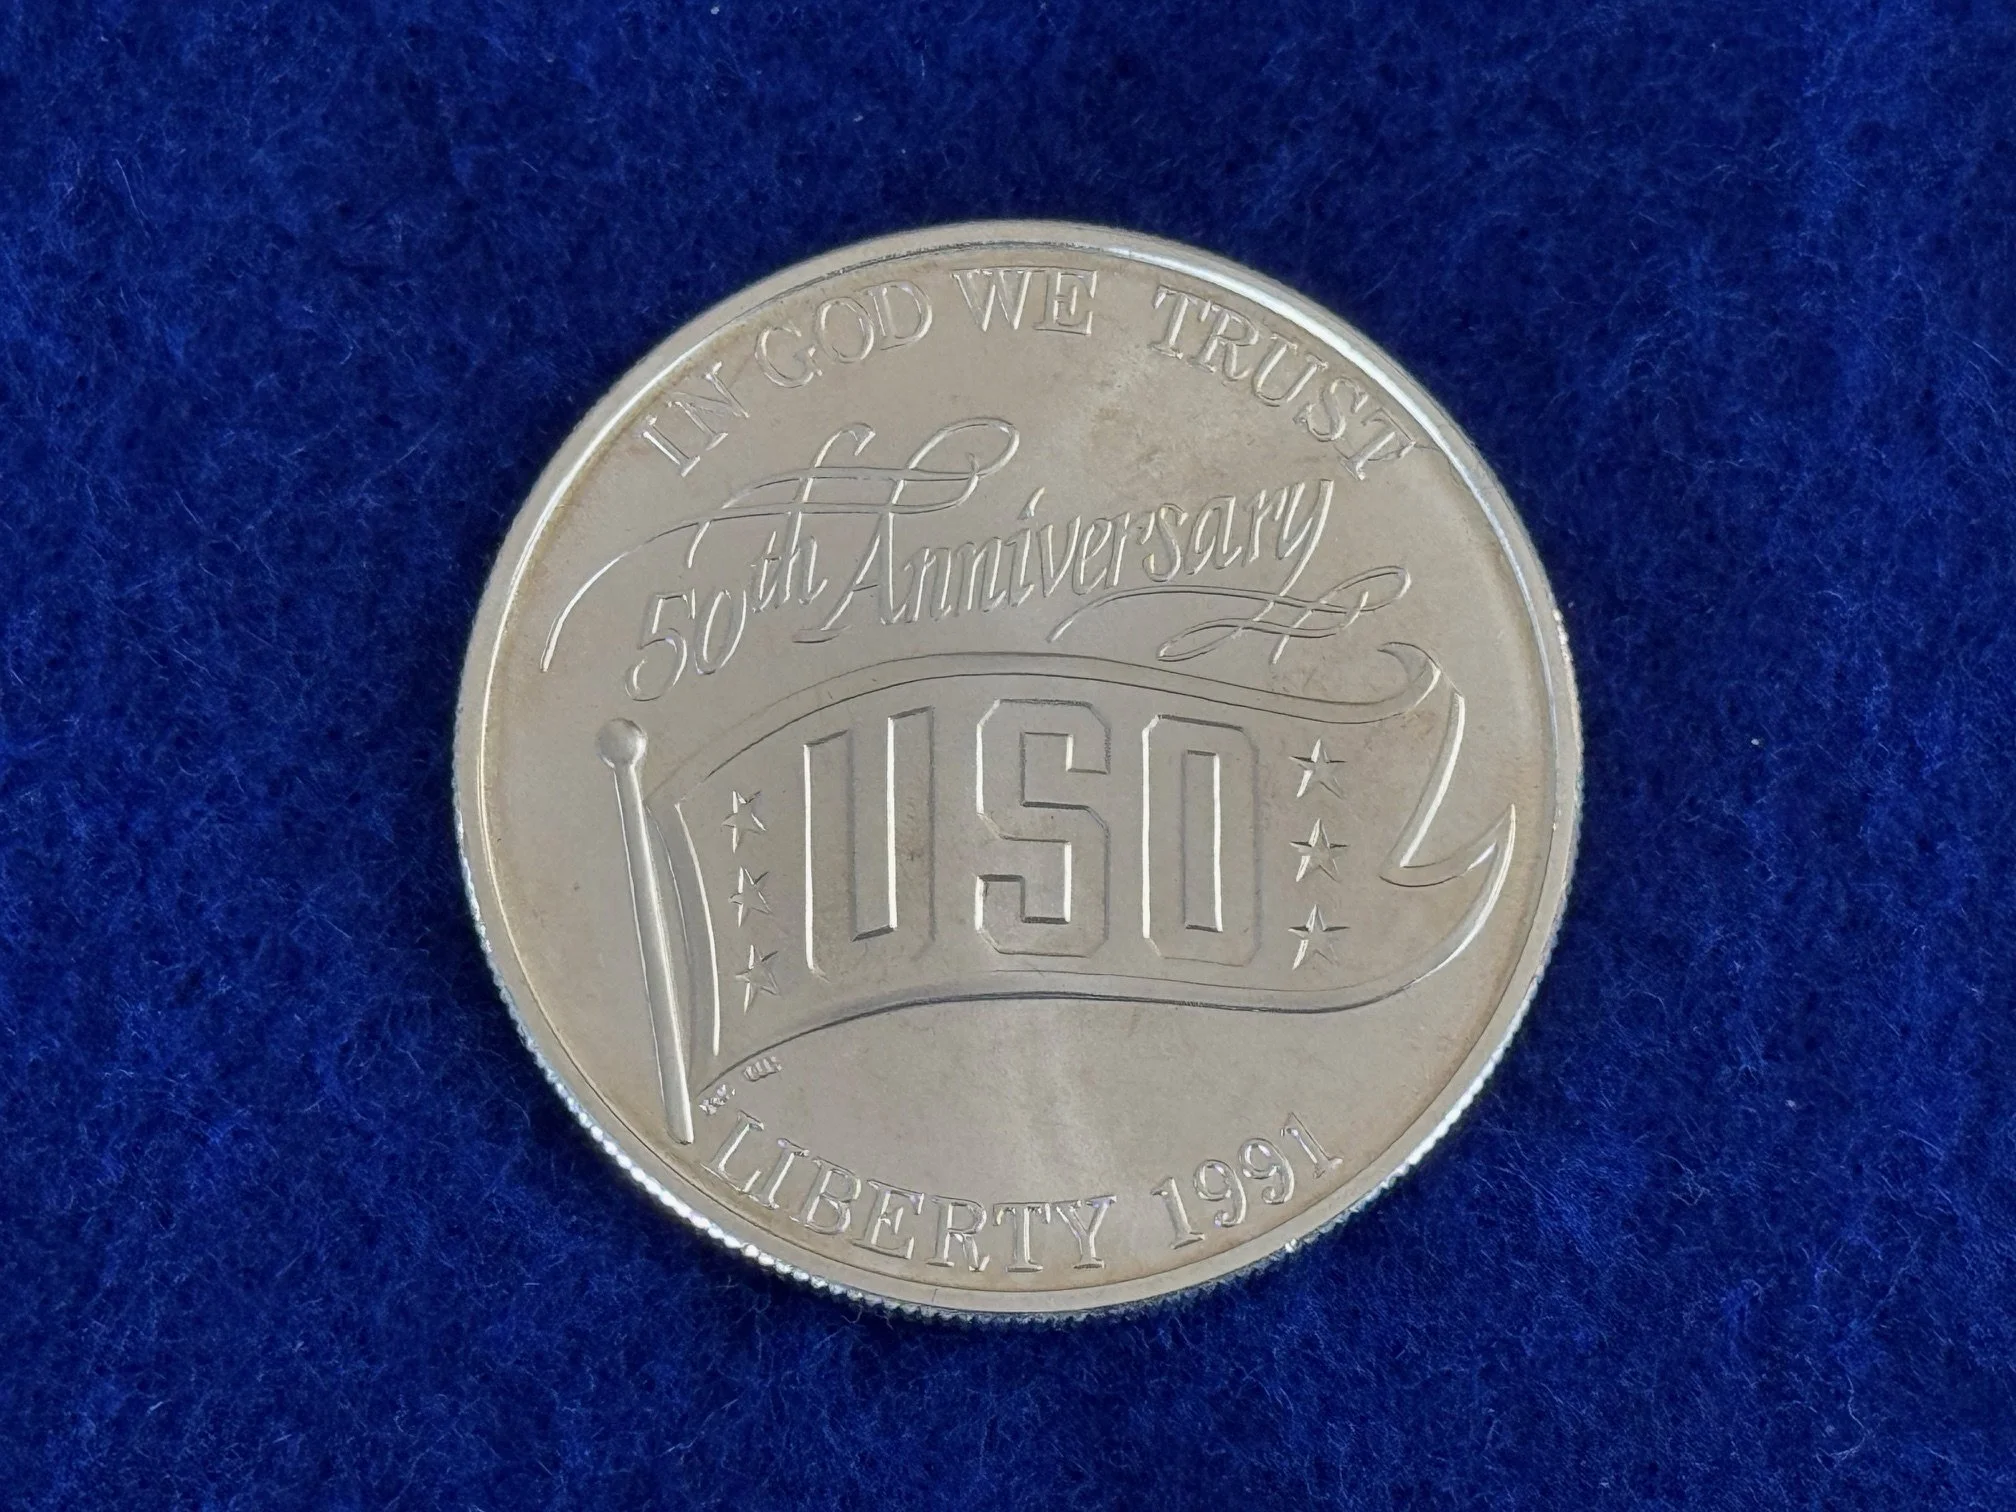 IN GOD WE TRUST
50th Anniversary
USO
LIBERTY 1991